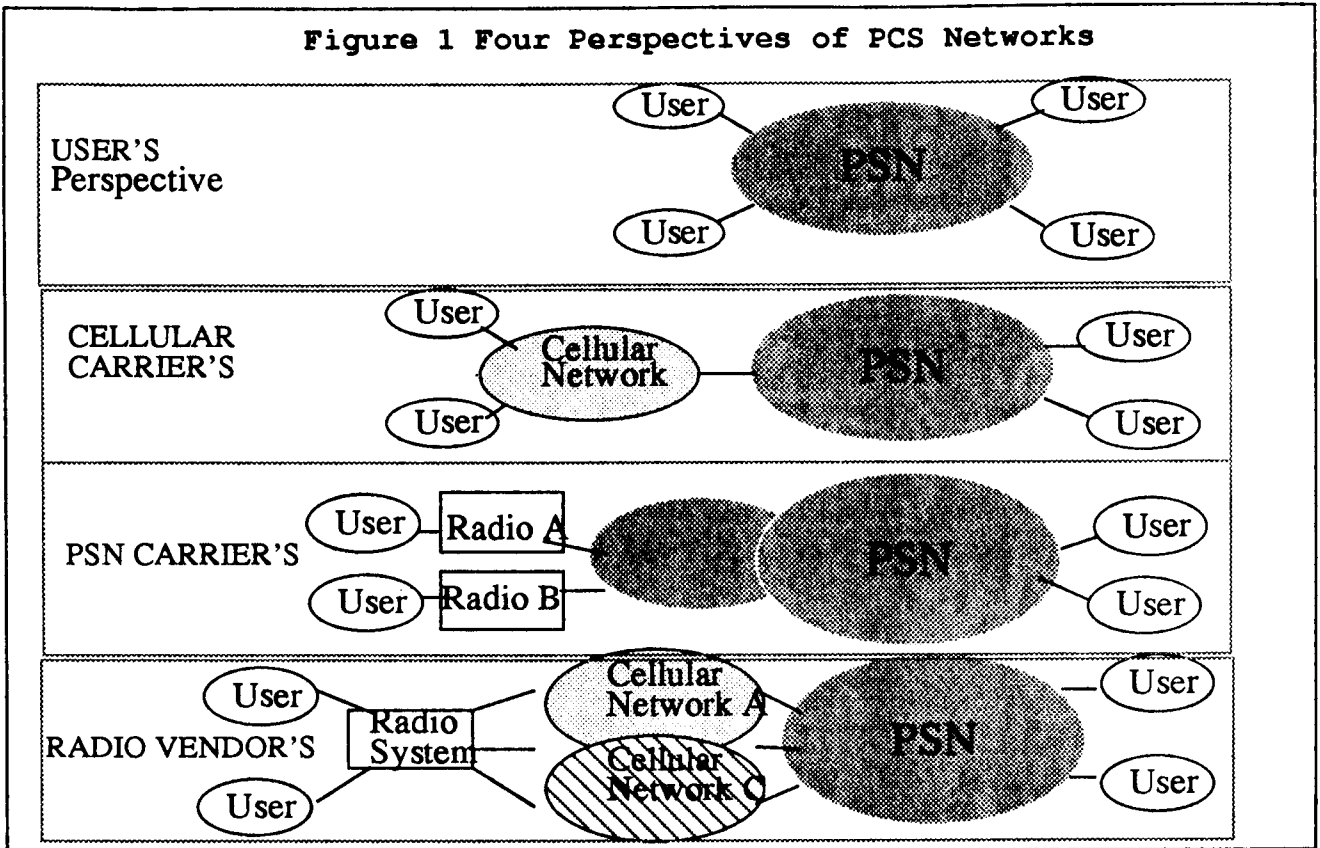 Figure 1 Four Perspectives of PCS Networks
User
User
USER'S
Perspective
PSN
User
User
User
CELLULAR
CARRIER'S
Cellular
Network
PSN
User
User
User
User
Radio A
User
PSN CARRIER'S
PSN
User
Radio B
User
Cellular
Network A
User
User
Radio
System
RADIO VENDOR'S
PSN
Cellular
Network C
User
User